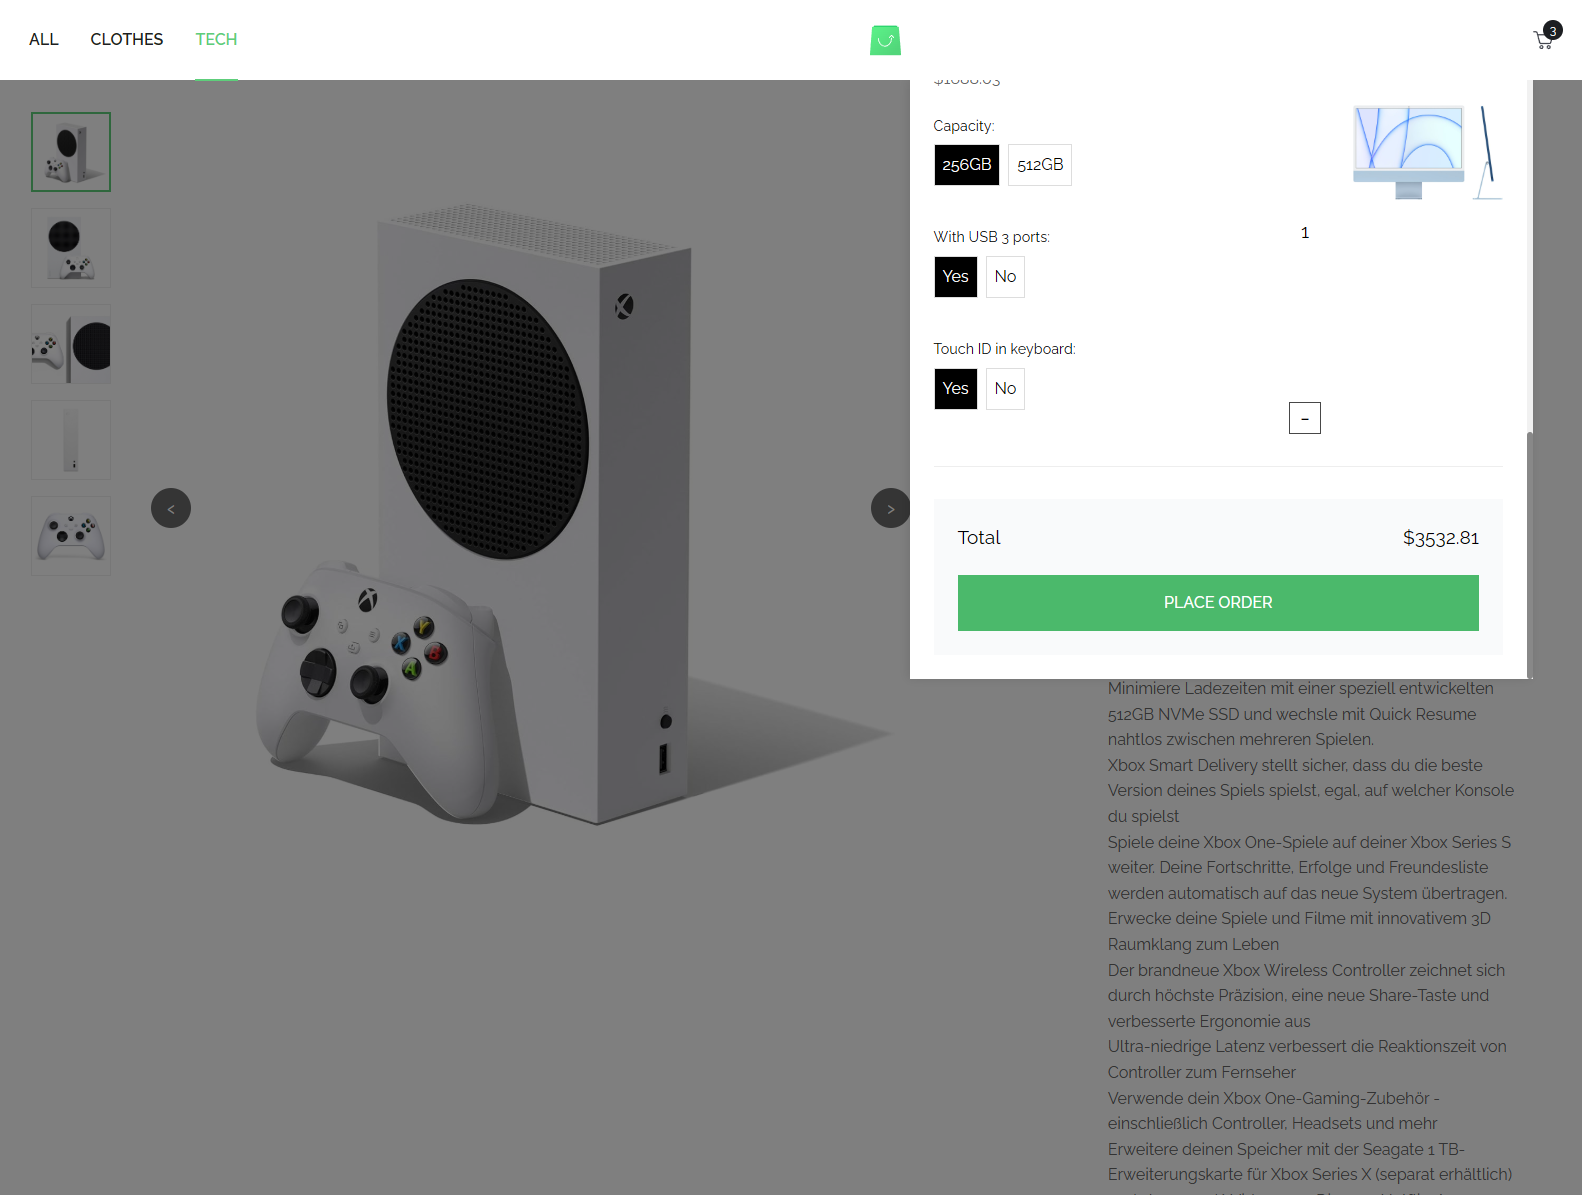 ALL
CLOTHES
TECH
3
Capacity:
256GB
512GB
With USB 3 ports:
1
Yes
No
Touch ID in keyboard:
Yes
No
-
<
>
Total
$3532.81
PLACE ORDER
Minimiere Ladezeiten mit einer speziell entwickelten
512GB NVMe SSD und wechsle mit Quick Resume
nahtlos zwischen mehreren Spielen.
Xbox Smart Delivery stellt sicher, dass du die beste
Version deines Spiels spielst, egal, auf welcher Konsole
du spielst
Spiele deine Xbox One-Spiele auf deiner Xbox Series S
weiter. Deine Fortschritte, Erfolge und Freundesliste
werden automatisch auf das neue System übertragen.
Erwecke deine Spiele und Filme mit innovativem 3D
Raumklang zum Leben
Der brandneue Xbox Wireless Controller zeichnet sich
durch höchste Präzision, eine neue Share-Taste und
verbesserte Ergonomie aus
Ultra-niedrige Latenz verbessert die Reaktionszeit von
Controller zum Fernseher
Verwende dein Xbox One-Gaming-Zubehör -
einschließlich Controller, Headsets und mehr
Erweitere deinen Speicher mit der Seagate 1 TB-
Erweiterungskarte für Xbox Series X (separat erhältlich)
X
Y
B
A